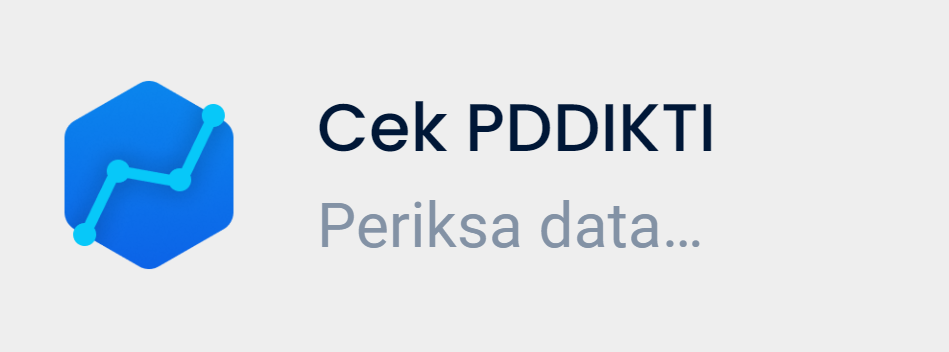 Cek PDDIKTI
Periksa data...